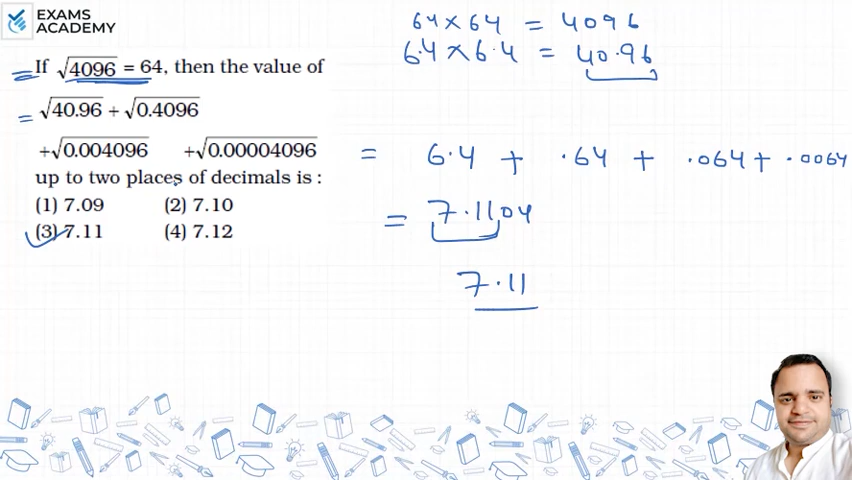 EXAMS
ACADEMY
If √4096 = 64, then the value of
√40.96 + √0.4096
+√0.004096 +√0.00004096
up to two places of decimals is :
(1) 7.09 (2) 7.10
(3) 7.11 (4) 7.12
64 × 64 = 4096
6.4 × 6.4 = 40.96
= 6.4 + .64 + .064 + .0064
= 7.1104
7.11